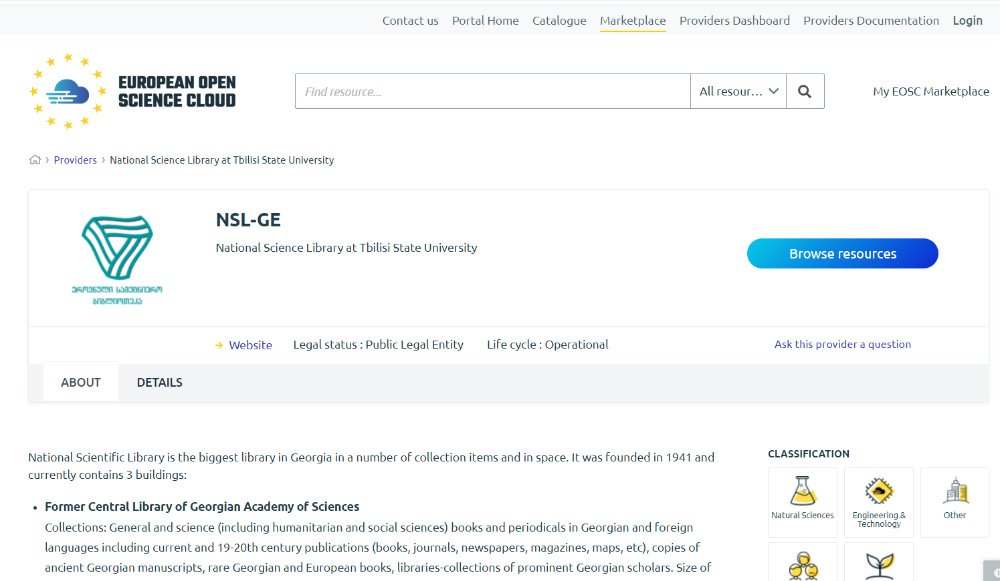 Contact us Portal Home Catalogue Marketplace Providers Dashboard Providers Documentation Login
EUROPEAN OPEN
SCIENCE CLOUD
Find resource...
All resour...
My EOSC Marketplace
Providers National Science Library at Tbilisi State University
ეროვნული სამეცნიერო
ბიბლიოთეკა
NSL-GE
National Science Library at Tbilisi State University
Browse resources
Website Legal status : Public Legal Entity Life cycle : Operational Ask this provider a question
ABOUT DETAILS
National Scientific Library is the biggest library in Georgia in a number of collection items and in space. It was founded in 1941 and
currently contains 3 buildings:
• Former Central Library of Georgian Academy of Sciences
Collections: General and science (including humanitarian and social sciences) books and periodicals in Georgian and foreign
languages including current and 19-20th century publications (books, journals, newspapers, magazines, maps, etc), copies of
ancient Georgian manuscripts, rare Georgian and European books, libraries-collections of prominent Georgian scholars. Size of
CLASSIFICATION
Natural Sciences
Engineering &
Technology
Other